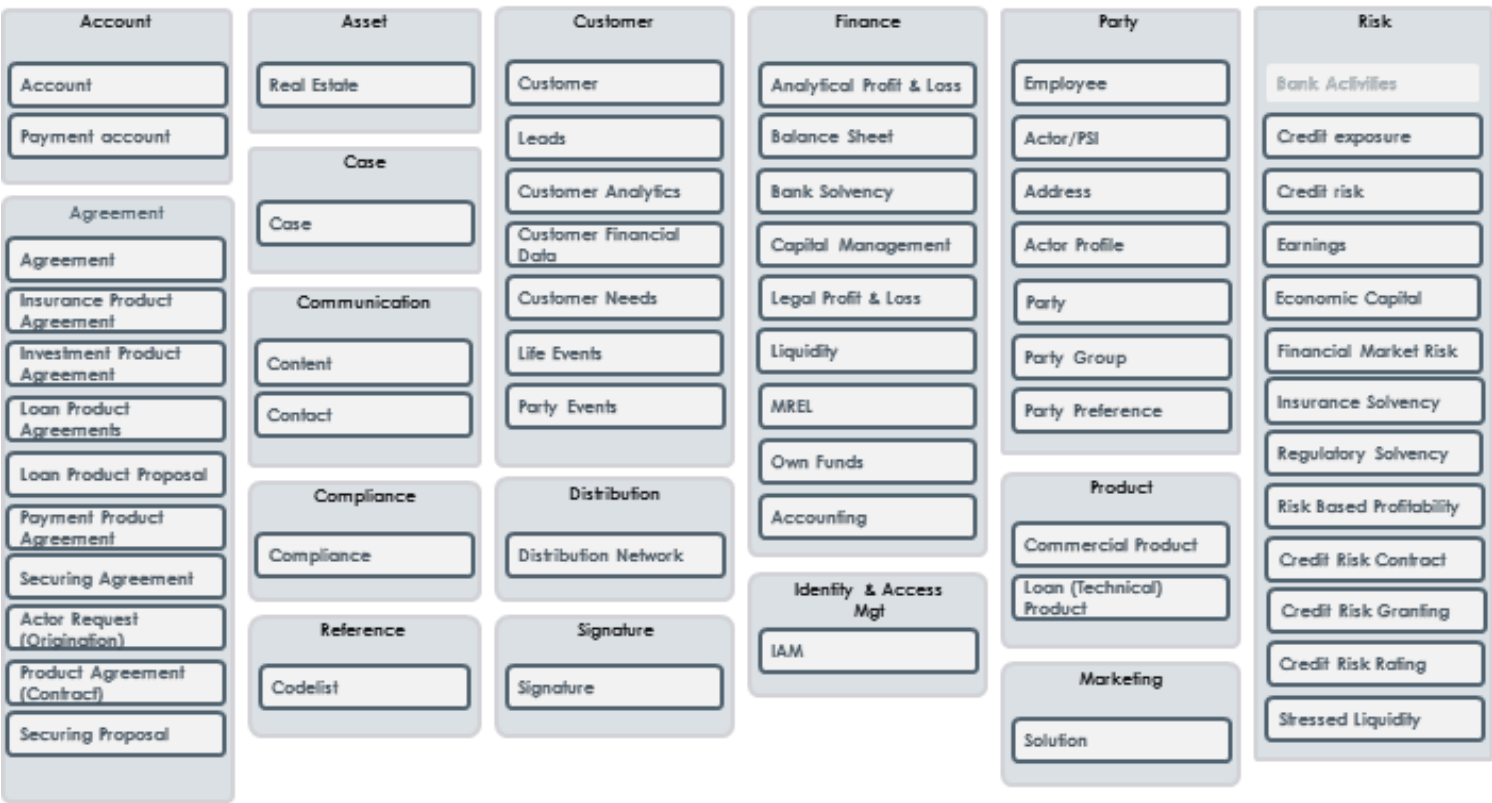 Account
Account
Payment account
Agreement
Agreement
Insurance Product
Agreement
Investment Product
Agreement
Loan Product
Agreements
Loan Product Proposal
Payment Product
Agreement
Securing Agreement
Actor Request
(Origination)
Product Agreement
(Contract)
Securing Proposal
Asset
Real Estate
Case
Case
Communication
Content
Contact
Compliance
Compliance
Reference
Codelist
Customer
Customer
Leads
Customer Analytics
Customer Financial
Data
Customer Needs
Life Events
Party Events
Distribution
Distribution Network
Signature
Signature
Finance
Analytical Profit & Loss
Balance Sheet
Bank Solvency
Capital Management
Legal Profit & Loss
Liquidity
MREL
Own Funds
Accounting
Identity & Access
Mgt
IAM
Party
Employee
Actor/PSI
Address
Actor Profile
Party
Party Group
Party Preference
Product
Commercial Product
Loan (Technical)
Product
Marketing
Solution
Risk
Bank Activities
Credit exposure
Credit risk
Earnings
Economic Capital
Financial Market Risk
Insurance Solvency
Regulatory Solvency
Risk Based Profitability
Credit Risk Contract
Credit Risk Granting
Credit Risk Rating
Stressed Liquidity